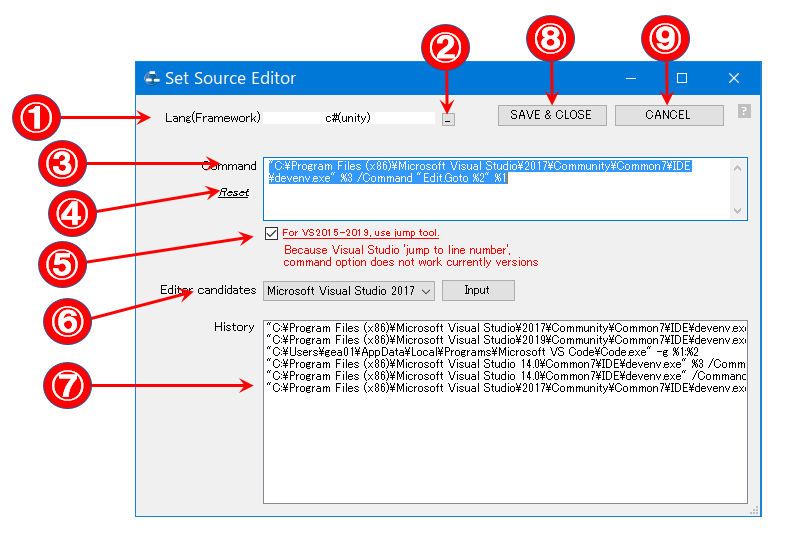 ② ⑧ ⑨
Set Source Editor
① Lang(Framework) c#(unity) ... SAVE & CLOSE CANCEL ?
③ Command "C:¥Program Files (x86)¥Microsoft Visual Studio¥2017¥Community¥Common7¥IDE
¥devenv.exe" %3 /Command "Edit.Goto %2" %1
④ Reset
⑤ For VS2015-2019, use jump tool.
Because Visual Studio 'jump to line number',
command option does not work currently versions
⑥ Editor candidates Microsoft Visual Studio 2017 Input
History
"C:¥Program Files (x86)¥Microsoft Visual Studio¥2017¥Community¥Common7¥IDE¥devenv.exe
"C:¥Program Files (x86)¥Microsoft Visual Studio¥2019¥Community¥Common7¥IDE¥devenv.exe
"C:¥Users¥gea01¥AppData¥Local¥Programs¥Microsoft VS Code¥Code.exe" -g %1:%2
"C:¥Program Files (x86)¥Microsoft Visual Studio 14.0¥Common7¥IDE¥devenv.exe" %3 /Comm
"C:¥Program Files (x86)¥Microsoft Visual Studio 14.0¥Common7¥IDE¥devenv.exe" /Command
⑦ "C:¥Program Files (x86)¥Microsoft Visual Studio¥2017¥Community¥Common7¥IDE¥devenv.exe